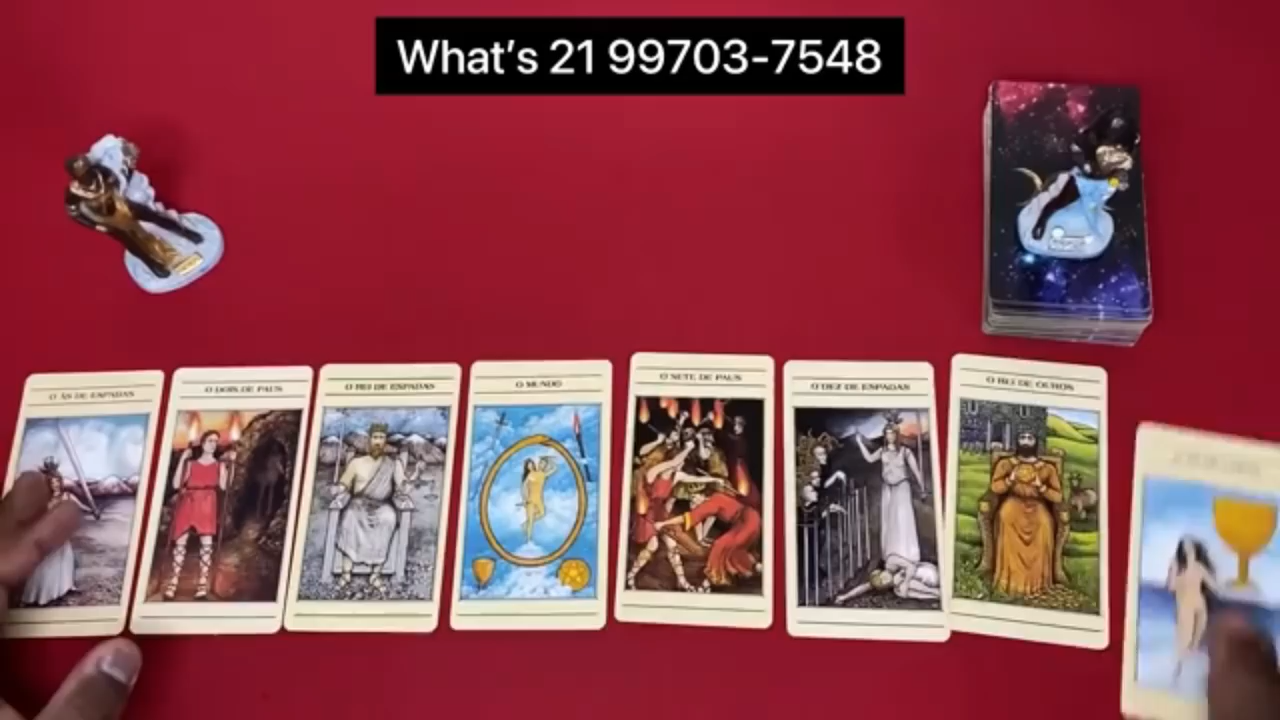 What's 21 99703-7548
O ÁS DE ESPADAS
O DOIS DE PAUS
O REI DE ESPADAS
O MUNDO
O SETE DE PAUS
O DEZ DE ESPADAS
O REI DE OUROS